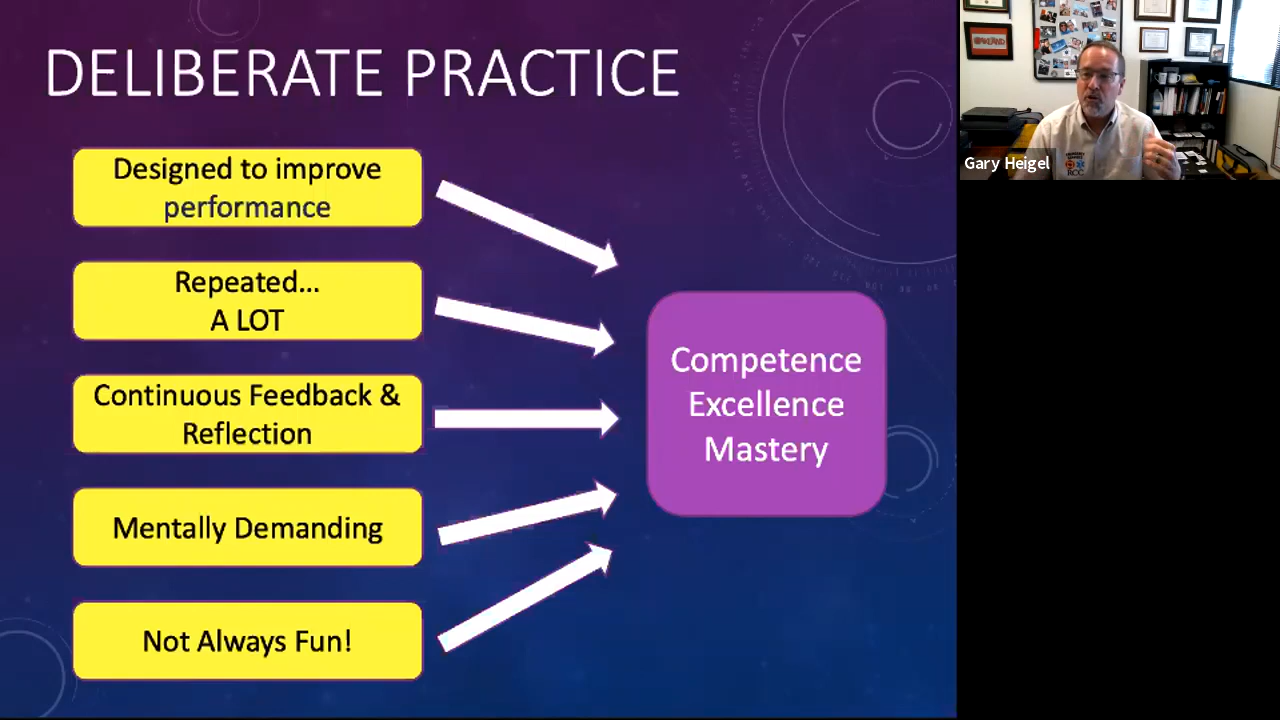 DELIBERATE PRACTICE
Designed to improve
performance
Repeated...
A LOT
Continuous Feedback &
Reflection
Mentally Demanding
Not Always Fun!
Competence
Excellence
Mastery
Gary Heigel
RCC